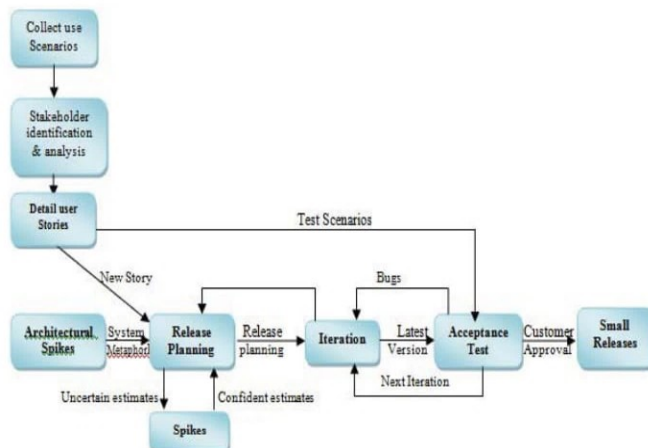 Collect use
Scenarios
Stakeholder
identification
& analysis
Detail user
Stories
Test Scenarios
New Story
Bugs
Architectural
Spikes
System
Metaphor
Release
Planning
Release
planning
Iteration
Latest
Version
Acceptance
Test
Customer
Approval
Small
Releases
Next Iteration
Uncertain estimates
Confident estimates
Spikes